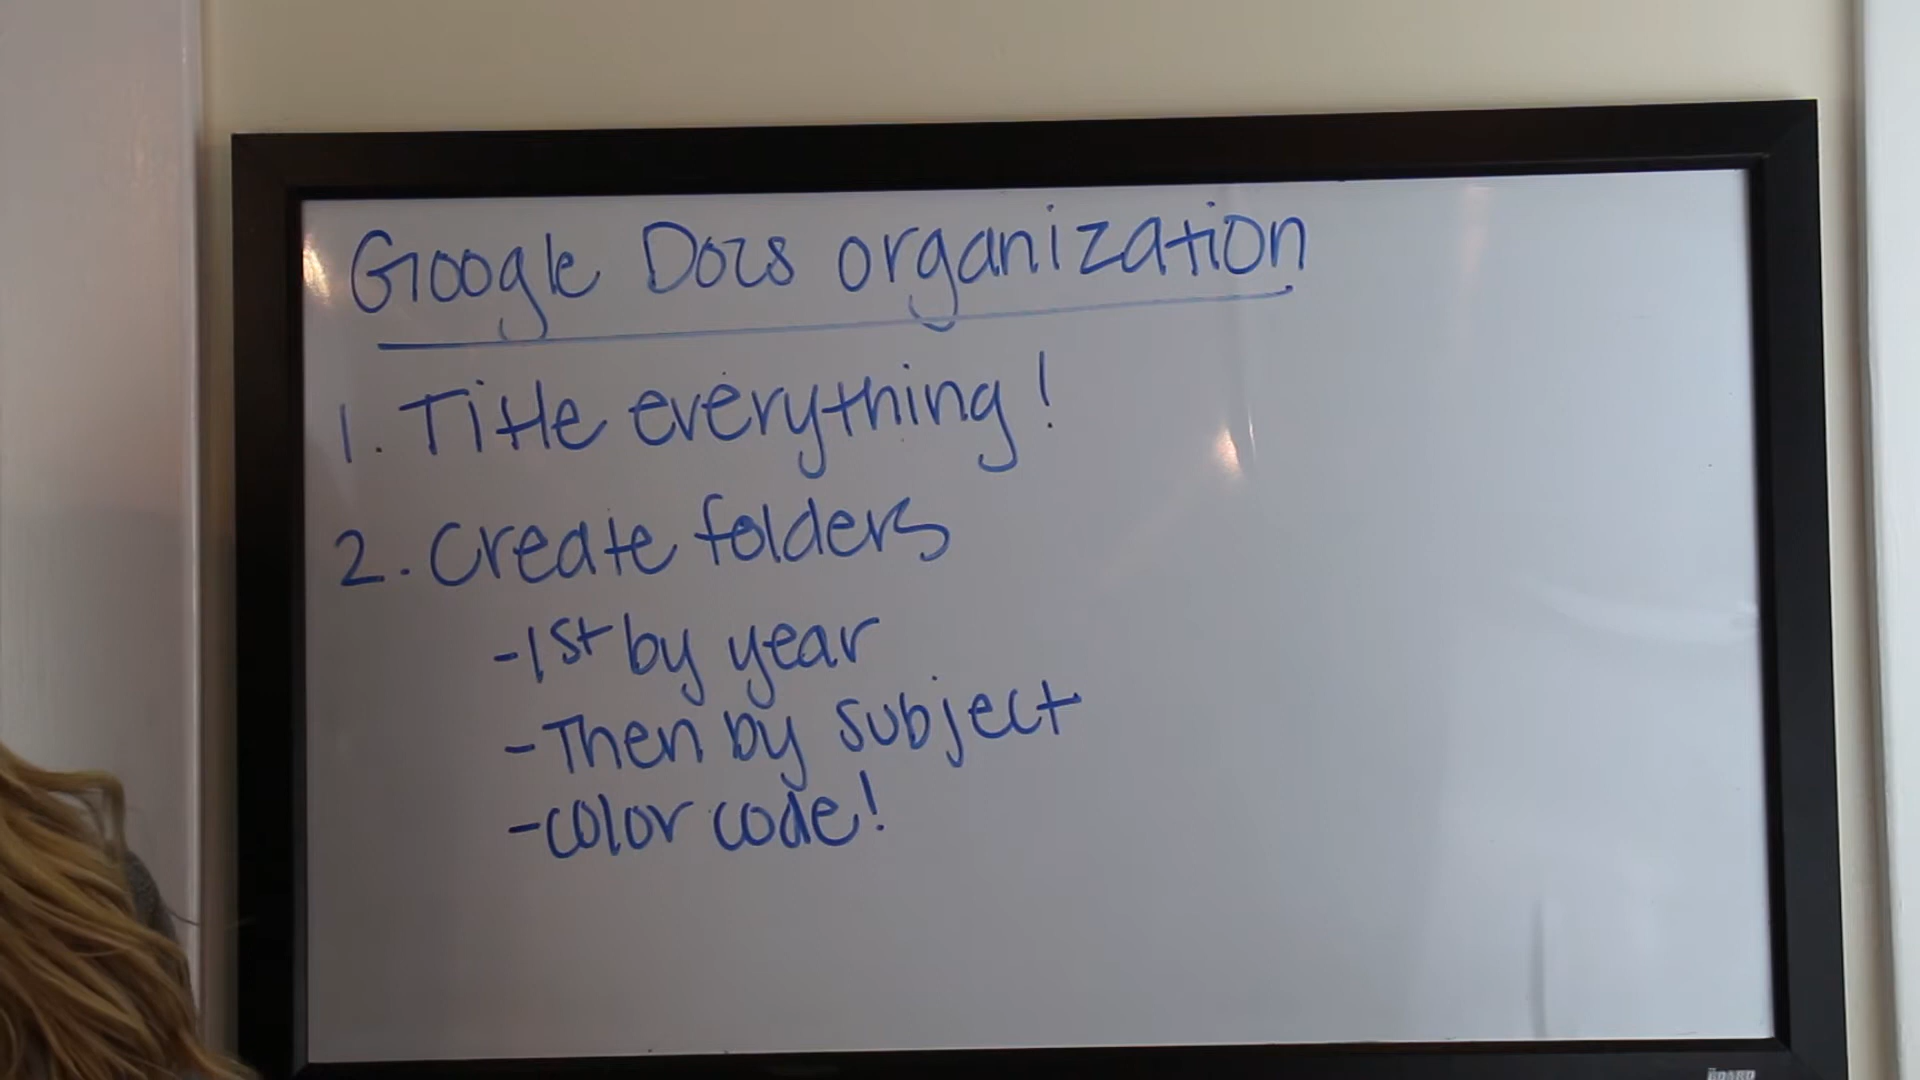 Google Docs organization
1. Title everything!
2. Create folders
-1st by year
-Then by subject
-color code!